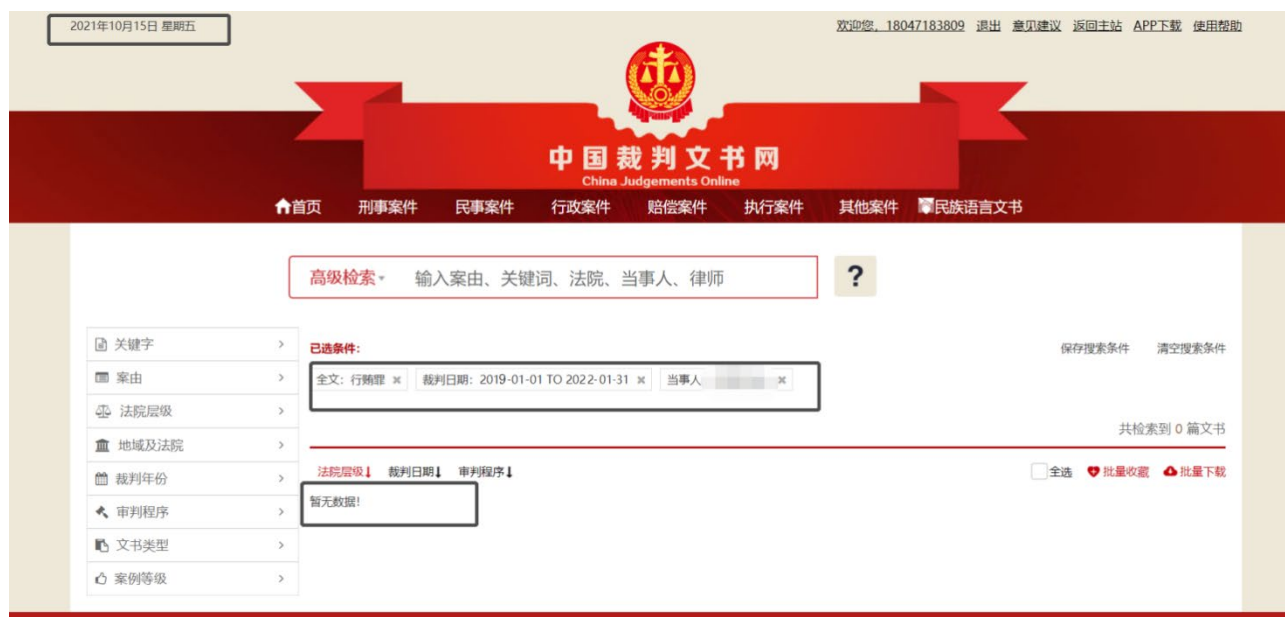 2021年10月15日 星期五
欢迎您，18047183809 退出 意见建议 返回主站 APP下载 使用帮助
中国裁判文书网
China Judgements Online
首页 刑事案件 民事案件 行政案件 赔偿案件 执行案件 其他案件 民族语言文书
高级检索 输入案由、关键词、法院、当事人、律师 ?
关键字
案由
法院层级
地域及法院
裁判年份
审判程序
文书类型
案例等级
已选条件:
保存搜索条件 清空搜索条件
全文：行贿罪 × 裁判日期：2019-01-01 TO 2022-01-31 × 当事人 ×
共检索到 0 篇文书
法院层级 裁判日期 审判程序
全选 批量收藏 批量下载
暂无数据!